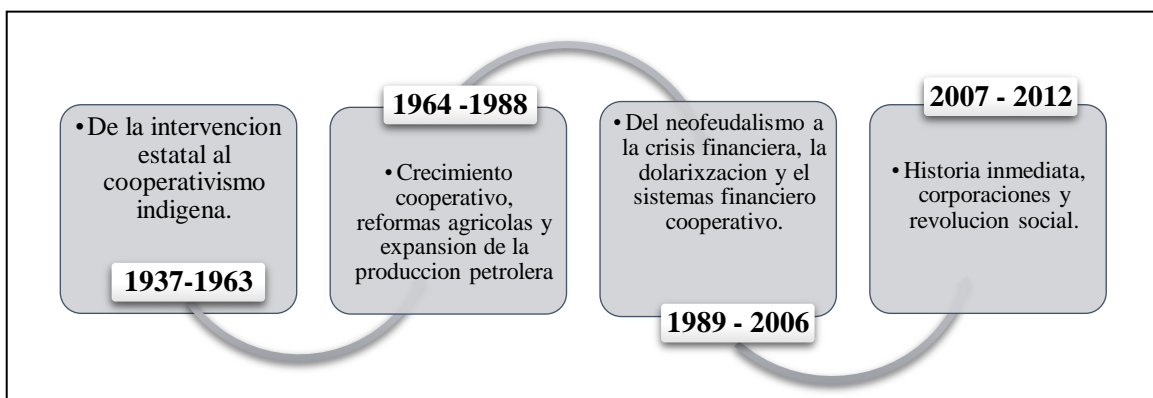 • De la intervencion
estatal al
cooperativismo
indigena.
1937-1963
1964 -1988
• Crecimiento
cooperativo,
reformas agricolas y
expansion de la
produccion petrolera
• Del neofeudalismo a
la crisis financiera, la
dolarixzacion y el
sistemas financiero
cooperativo.
1989 - 2006
2007 - 2012
• Historia inmediata,
corporaciones y
revolucion social.